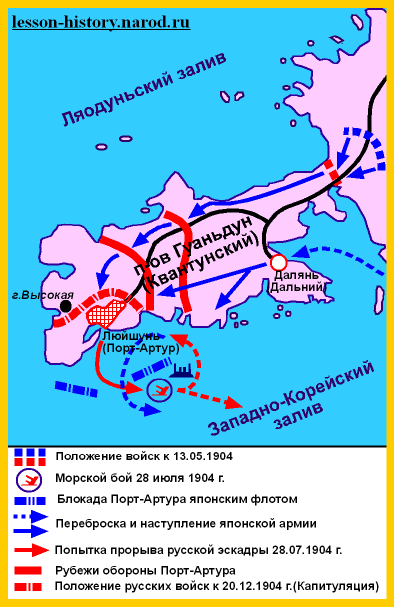 lesson-history.narod.ru
Ляодуньский залив
п-ов Гуаньдун
(Квантунский)
Далянь
Дальний
г.Высокая
Люйшунь
(Порт-Артур)
Западно-Корейский
залив
Положение войск к 13.05.1904
Морской бой 28 июля 1904 г.
Блокада Порт-Артура японским флотом
Переброска и наступление японской армии
Попытка прорыва русской эскадры 28.07.1904 г.
Рубежи обороны Порт-Артура
Положение русских войск к 20.12.1904 г.(Капитуляция)